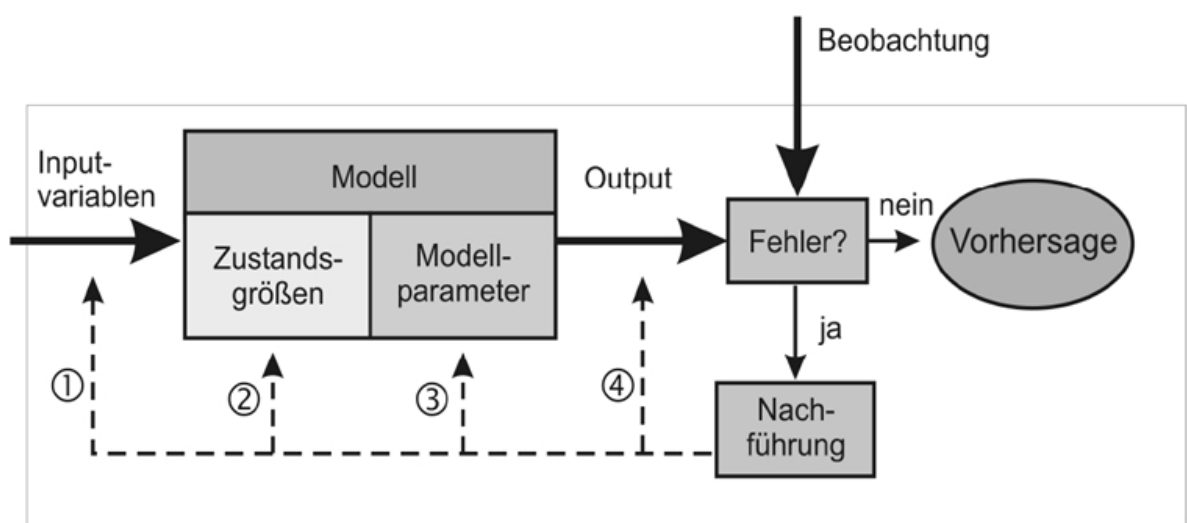 Beobachtung
Input-
variablen
Modell
Zustands-
größen
Modell-
parameter
Output
Fehler?
nein
Vorhersage
ja
Nach-
führung
①
②
③
④